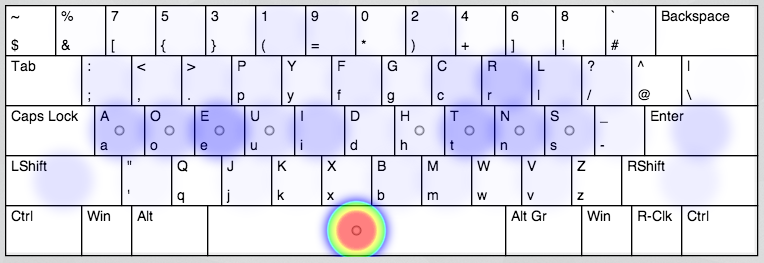 ~ % 7 5 3 1 9 0 2 4 6 8 ` Backspace
$ & [ { } ( = * ) + ] ! #
Tab : < > P Y F G C R L ? ^ |
; , . p y f g c r l / @ \
Caps Lock A O E U I D H T N S _ Enter
a o e u i d h t n s -
LShift " Q J K X B M W V Z RShift
' q j k x b m w v z
Ctrl Win Alt Alt Gr Win R-Clk Ctrl